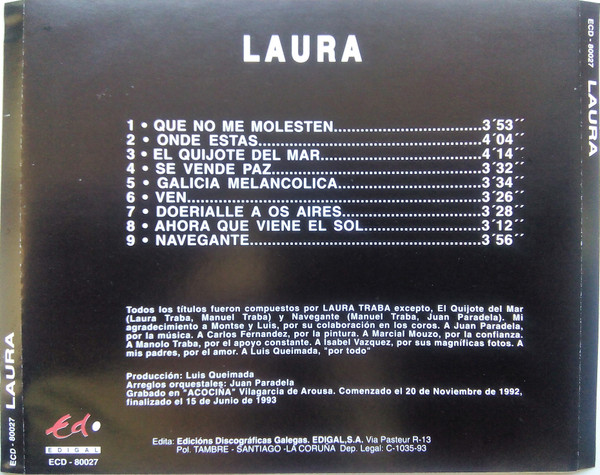 LAURA
1 • QUE NO ME MOLESTEN..................................3´53´´
2 • ONDE ESTAS....................................................4´04´´
3 • EL QUIJOTE DEL MAR.....................................4´14´´
4 • SE VENDE PAZ................................................3´32´´
5 • GALICIA MELANCOLICA.................................3´34´´
6 • VEN..................................................................3´26´´
7 • DOERIALLE A OS AIRES................................3´28´´
8 • AHORA QUE VIENE EL SOL...........................3´12´´
9 • NAVEGANTE...................................................3´56´´
Todos los títulos fueron compuestos por LAURA TRABA excepto, El Quijote del Mar
(Laura Traba, Manuel Traba) y Navegante (Manuel Traba, Juan Paradela). Mi
agradecimiento a Montse y Luis, por su colaboración en los coros. A Juan Paradela,
por la música. A Carlos Fernandez, por la pintura. A Marcial Mouzo, por la confianza.
A Manolo Traba, por el apoyo constante. A Isabel Vazquez, por sus magníficas fotos. A
mis padres, por el amor. A Luis Queimada, "por todo"
Producción: Luis Queimada
Arreglos orquestales: Juan Paradela
Grabado en "ACOCIÑA" Vilagarcia de Arousa. Comenzado el 20 de Noviembre de 1992,
finalizado el 15 de Junio de 1993
Edita: Edicións Discográficas Galegas. EDIGAL,S.A. Via Pasteur R-13
Pol. TAMBRE - SANTIAGO -LA CORUÑA Dep. Legal: C-1035-93
Ed.
EDIGAL
ECD - 80027
ECD - 80027 LAURA
ECD - 80027 LAURA